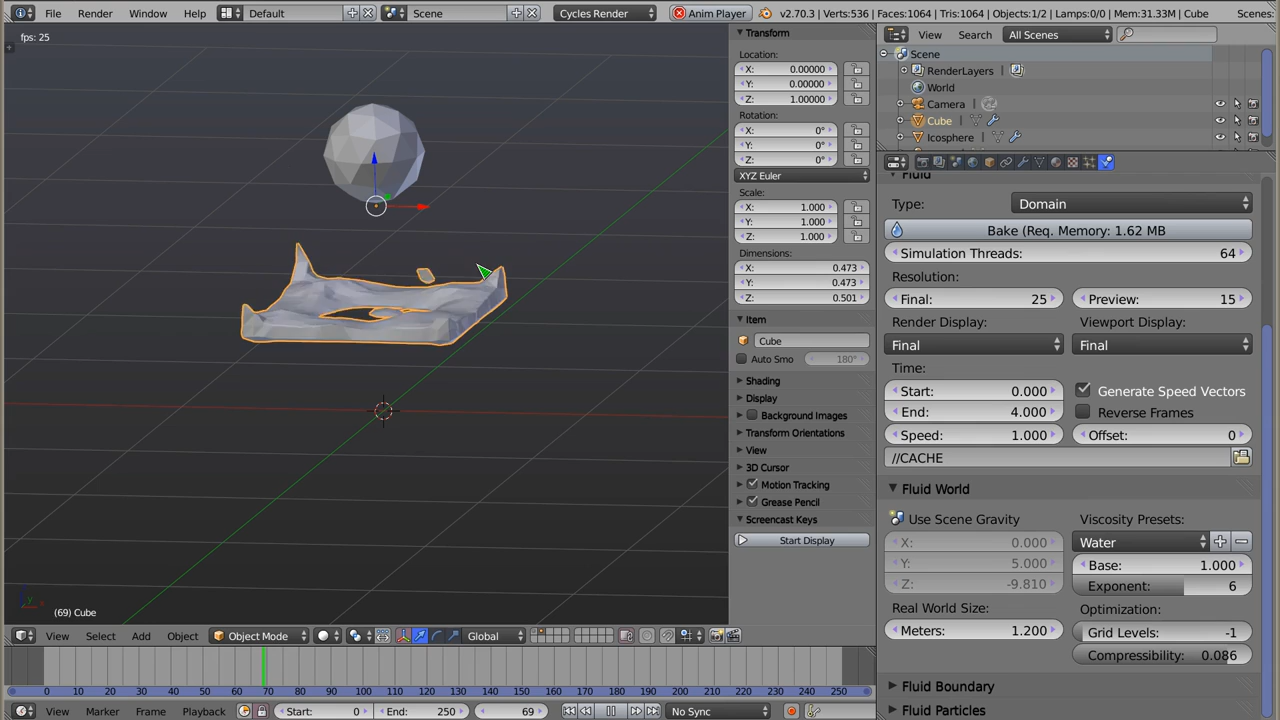 File Render Window Help Default Scene Cycles Render Anim Player v2.70.3 | Verts:536 | Faces:1064 | Tris:1064 | Objects:1/2 | Lamps:0/0 | Mem:31.33M | Cube Scenes:
fps: 25
(69) Cube
View Select Add Object Object Mode Global
0 10 20 30 40 50 60 70 80 90 100 110 120 130 140 150 160 170 180 190 200 210 220 230 240 250
View Marker Frame Playback Start: 0 End: 250 69 No Sync
Transform
Location:
X: 0.00000
Y: 0.00000
Z: 1.00000
Rotation:
X: 0°
Y: 0°
Z: 0°
XYZ Euler
Scale:
X: 1.000
Y: 1.000
Z: 1.000
Dimensions:
X: 0.473
Y: 0.473
Z: 0.501
Item
Cube
Auto Smo 180°
Shading
Display
Background Images
Transform Orientations
View
3D Cursor
Motion Tracking
Grease Pencil
Screencast Keys
Start Display
View Search All Scenes
Scene
RenderLayers
World
Camera
Cube
Icosphere
Fluid
Type: Domain
Bake (Req. Memory: 1.62 MB
Simulation Threads: 64
Resolution:
Final: 25 Preview: 15
Render Display: Viewport Display:
Final Final
Time:
Start: 0.000 Generate Speed Vectors
End: 4.000 Reverse Frames
Speed: 1.000 Offset: 0
//CACHE
Fluid World
Use Scene Gravity Viscosity Presets:
X: 0.000 Water
Y: 5.000 Base: 1.000
Z: -9.810 Exponent: 6
Real World Size: Optimization:
Meters: 1.200 Grid Levels: -1
Compressibility: 0.086
Fluid Boundary
Fluid Particles